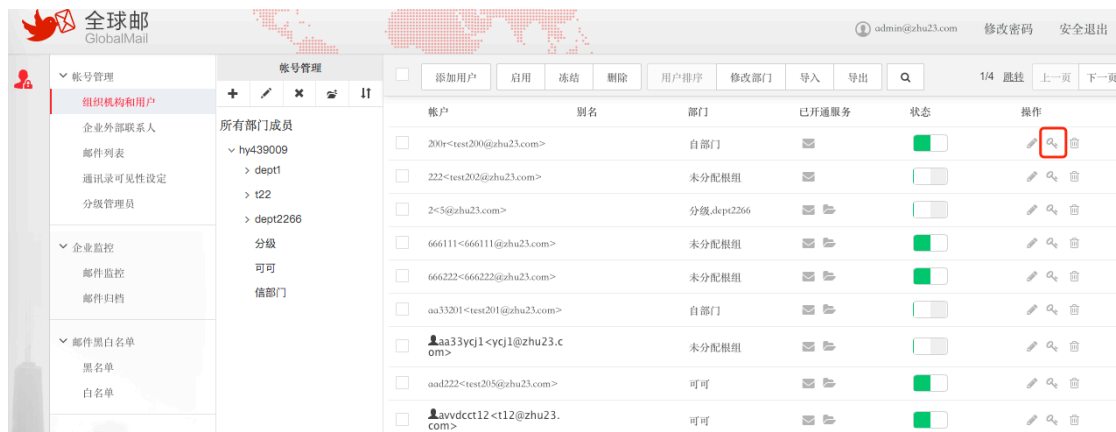 全球邮
GlobalMail
admin@zhu23.com 修改密码 安全退出
帐号管理
组织机构和用户
企业外部联系人
邮件列表
通讯录可见性设定
分级管理员
企业监控
邮件监控
邮件归档
邮件黑白名单
黑名单
白名单
帐号管理
所有部门成员
hy439009
dept1
t22
dept2266
分级
可可
信部门
添加用户 启用 冻结 删除 用户排序 修改部门 导入 导出 1/4 跳转 上一页 下一页
帐户 别名 部门 已开通服务 状态 操作
200r<test200@zhu23.com> 自部门
222<test202@zhu23.com> 未分配根组
2<5@zhu23.com> 分级,dept2266
666111<666111@zhu23.com> 未分配根组
666222<666222@zhu23.com> 未分配根组
aa33201<test201@zhu23.com> 自部门
aa33ycj1<ycj1@zhu23.c
om> 未分配根组
aad222<test205@zhu23.com> 可可
avvdcct12<t12@zhu23.
com> 可可